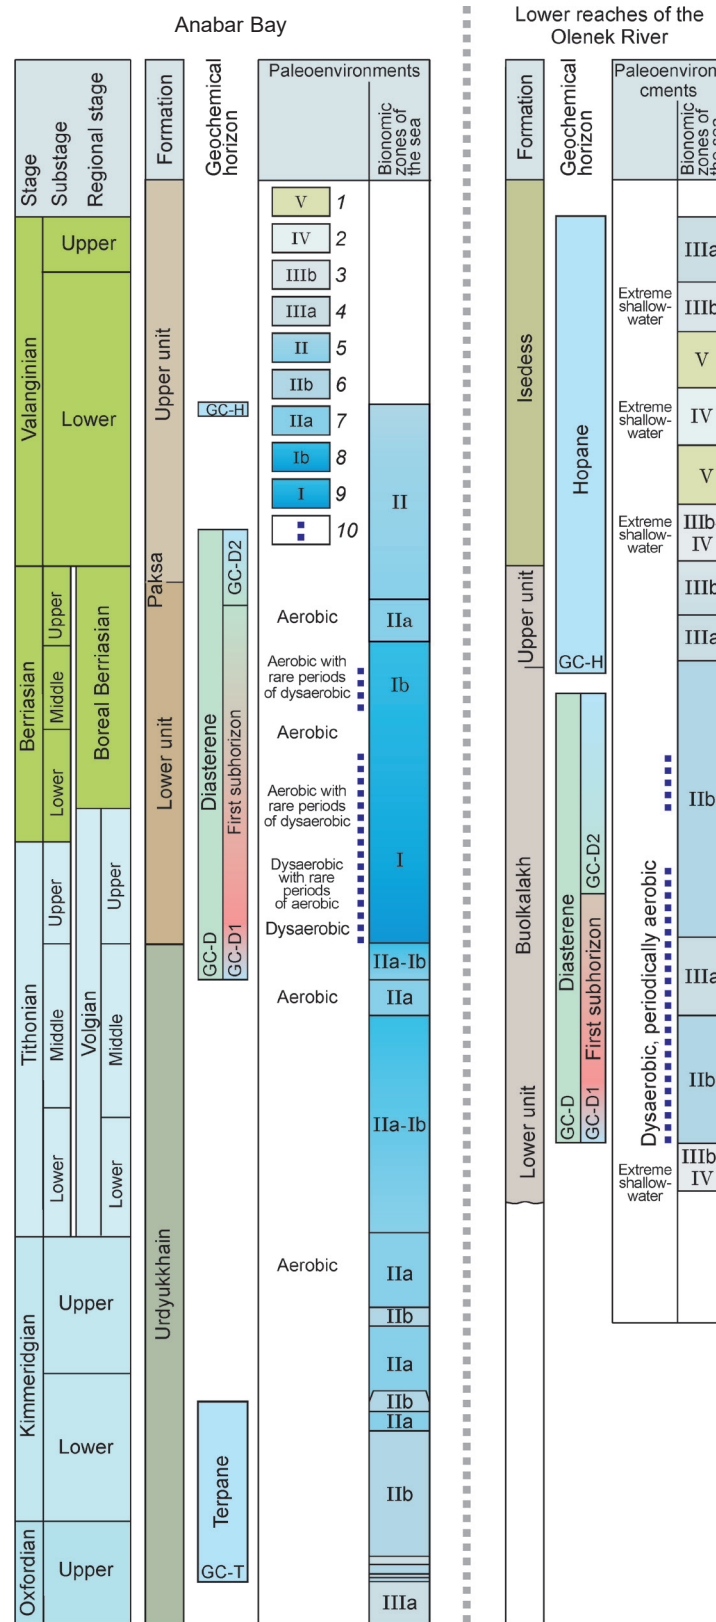 Anabar Bay
Lower reaches of the
Olenek River
Stage
Substage
Regional stage
Formation
Geochemical
horizon
Paleoenvironments
Bionomic
zones of
the sea
Formation
Geochemical
horizon
Paleoenviron
cments
Bionomic
zones of
Valanginian
Upper
Lower
Berriasian
Upper
Middle
Lower
Boreal Berriasian
Tithonian
Upper
Middle
Lower
Volgian
Upper
Middle
Lower
Kimmeridgian
Upper
Lower
Oxfordian
Upper
Upper unit
Paksa
Lower unit
Urdyukkhain
GC-H
Diasterene
GC-D
GC-D2
First subhorizon
GC-D1
Terpane
GC-T
V 1
IV 2
IIIb 3
IIIa 4
II 5
IIb 6
IIa 7
Ib 8
I 9
10
Aerobic
Aerobic with
rare periods
of dysaerobic
Aerobic
Aerobic with
rare periods
of dysaerobic
Dysaerobic
with rare
periods
of aerobic
Dysaerobic
Aerobic
Aerobic
II
IIa
Ib
I
IIa-Ib
IIa
IIa-Ib
IIa
IIb
IIa
IIb
IIa
IIb
IIIa
Isedess
Upper unit
Buolkalakh
Lower unit
Hopane
GC-H
Diasterene
GC-D
GC-D2
First subhorizon
GC-D1
Extreme
shallow-
water
Extreme
shallow-
water
Extreme
shallow-
water
Dysaerobic, periodically aerobic
Extreme
shallow-
water
IIIa
IIIb
V
IV
V
IIIb
IV
IIIb
IIIa
IIb
IIIa
IIb
IIIb
IV